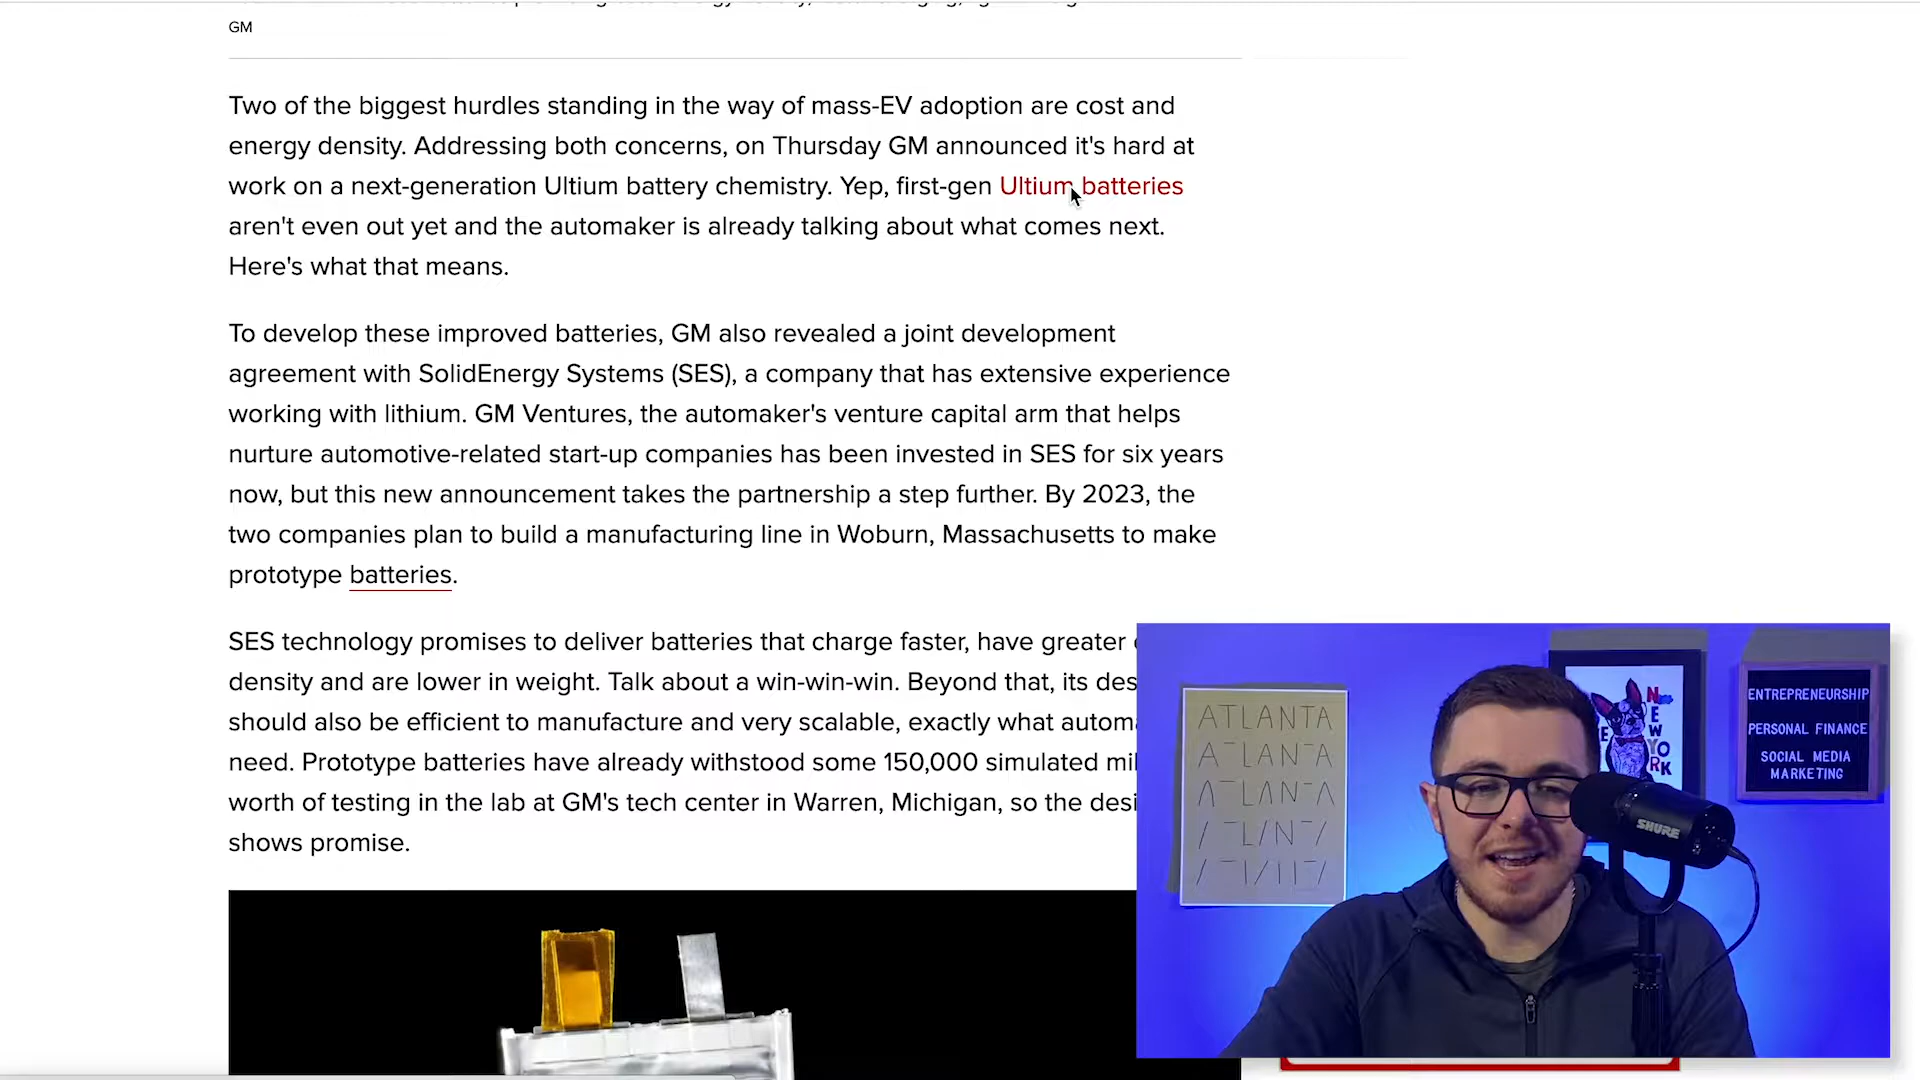 GM
Two of the biggest hurdles standing in the way of mass-EV adoption are cost and
energy density. Addressing both concerns, on Thursday GM announced it's hard at
work on a next-generation Ultium battery chemistry. Yep, first-gen Ultium batteries
aren't even out yet and the automaker is already talking about what comes next.
Here's what that means.
To develop these improved batteries, GM also revealed a joint development
agreement with SolidEnergy Systems (SES), a company that has extensive experience
working with lithium. GM Ventures, the automaker's venture capital arm that helps
nurture automotive-related start-up companies has been invested in SES for six years
now, but this new announcement takes the partnership a step further. By 2023, the
two companies plan to build a manufacturing line in Woburn, Massachusetts to make
prototype batteries.
SES technology promises to deliver batteries that charge faster, have greater
density and are lower in weight. Talk about a win-win-win. Beyond that, its
should also be efficient to manufacture and very scalable, exactly what
need. Prototype batteries have already withstood some 150,000 simulated
worth of testing in the lab at GM's tech center in Warren, Michigan, so the
shows promise.
ATLANTA
NEW YORK
ENTREPRENEURSHIP
PERSONAL FINANCE
SOCIAL MEDIA
MARKETING
SHURE